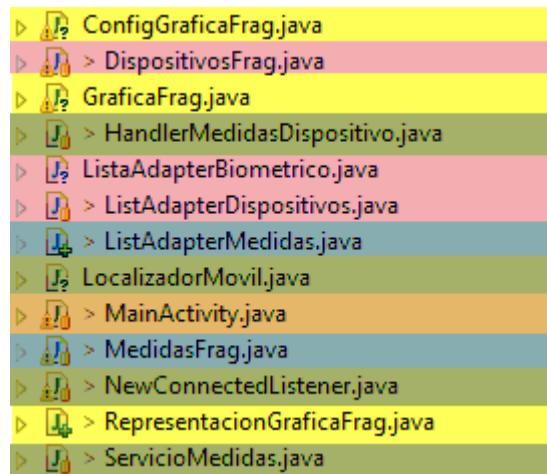 ConfigGraficaFrag.java
> DispositivosFrag.java
GraficaFrag.java
> HandlerMedidasDispositivo.java
ListaAdapterBiometrico.java
> ListAdapterDispositivos.java
> ListAdapterMedidas.java
LocalizadorMovil.java
> MainActivity.java
> MedidasFrag.java
> NewConnectedListener.java
> RepresentacionGraficaFrag.java
> ServicioMedidas.java